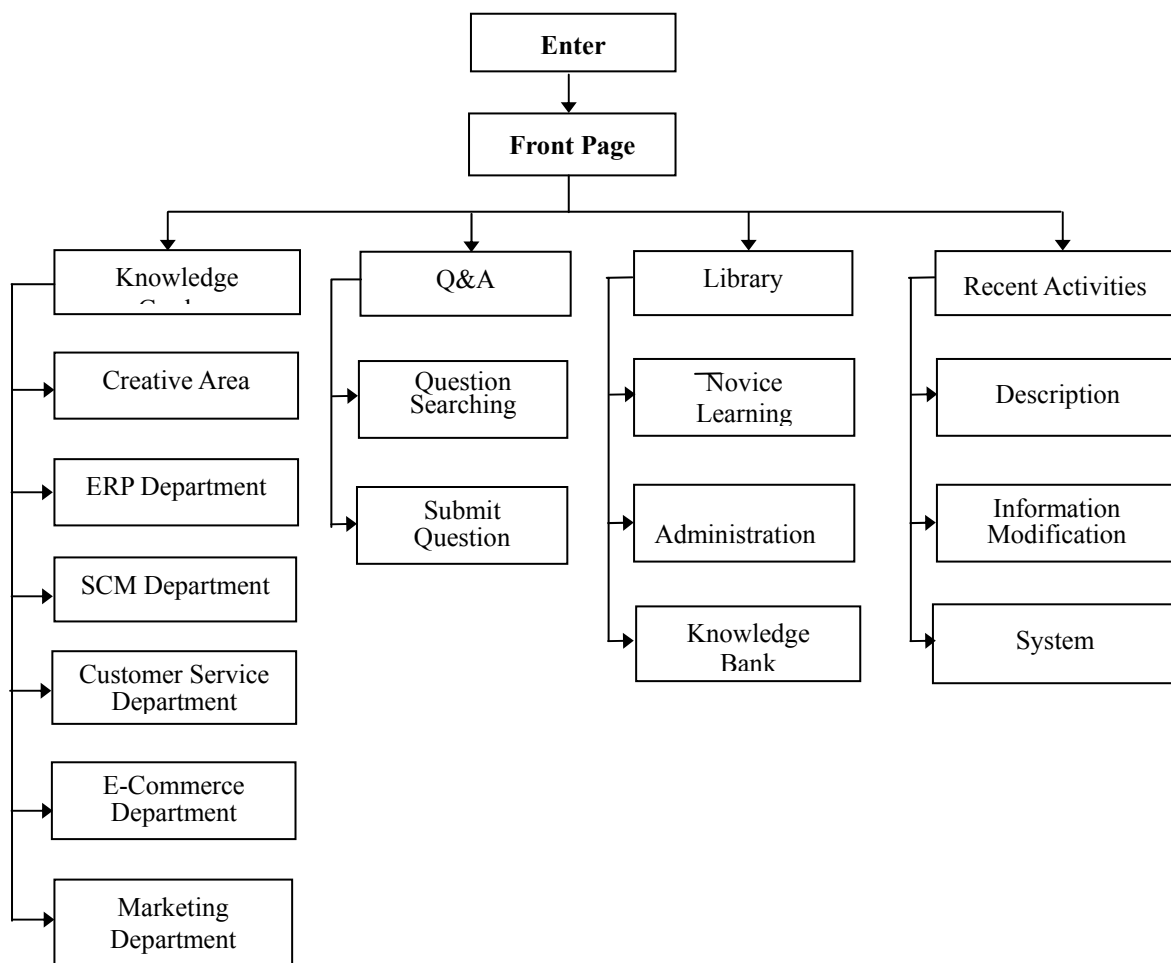 Enter
Front Page
Knowledge
Q&A
Library
Recent Activities
Creative Area
ERP Department
SCM Department
Customer Service
Department
E-Commerce
Department
Marketing
Department
Question
Searching
Submit
Question
Novice
Learning
Administration
Knowledge
Bank
Description
Information
Modification
System